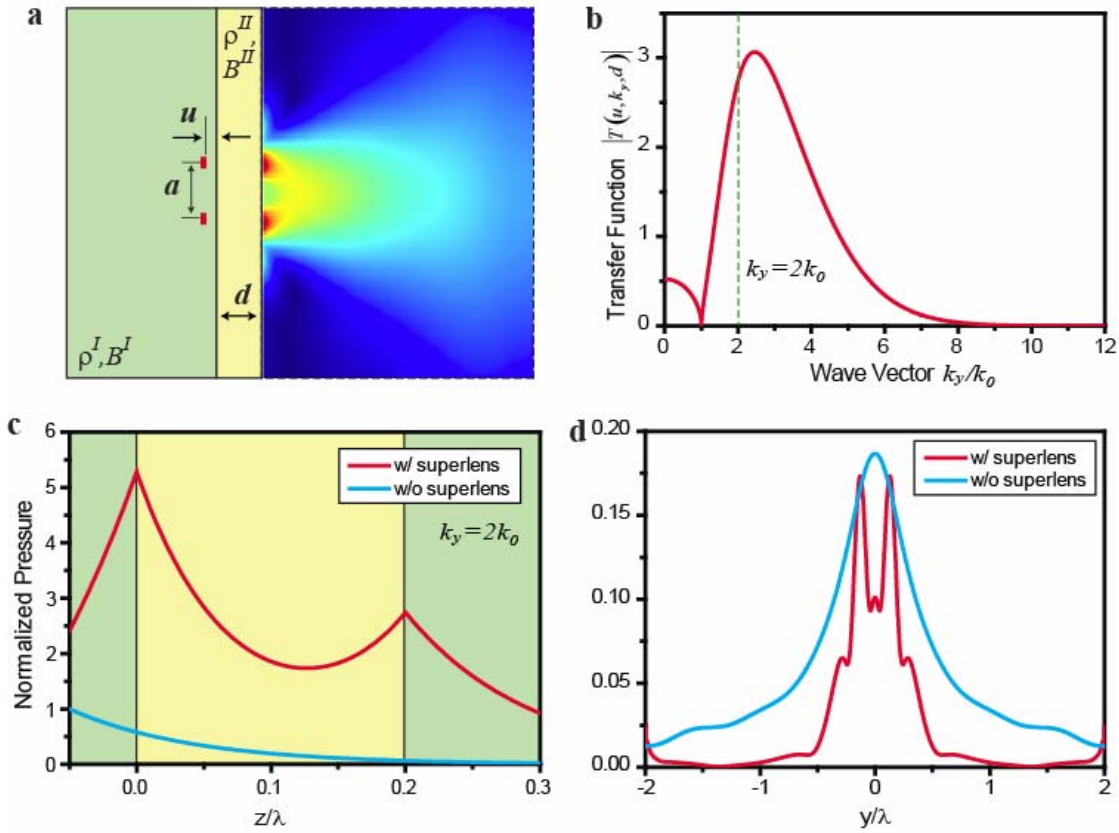 a
ρ^II,
B^II
u
a
d
ρ^I,B^I
b
Transfer Function |T(u,k_y,d)|
3
2
1
0
k_y=2k_0
0 2 4 6 8 10 12
Wave Vector k_y/k_0
c
Normalized Pressure
6
5
4
3
2
1
0
w/ superlens
w/o superlens
k_y=2k_0
0.0 0.1 0.2 0.3
z/λ
d
0.20
0.15
0.10
0.05
0.00
w/ superlens
w/o superlens
-2 -1 0 1 2
y/λ